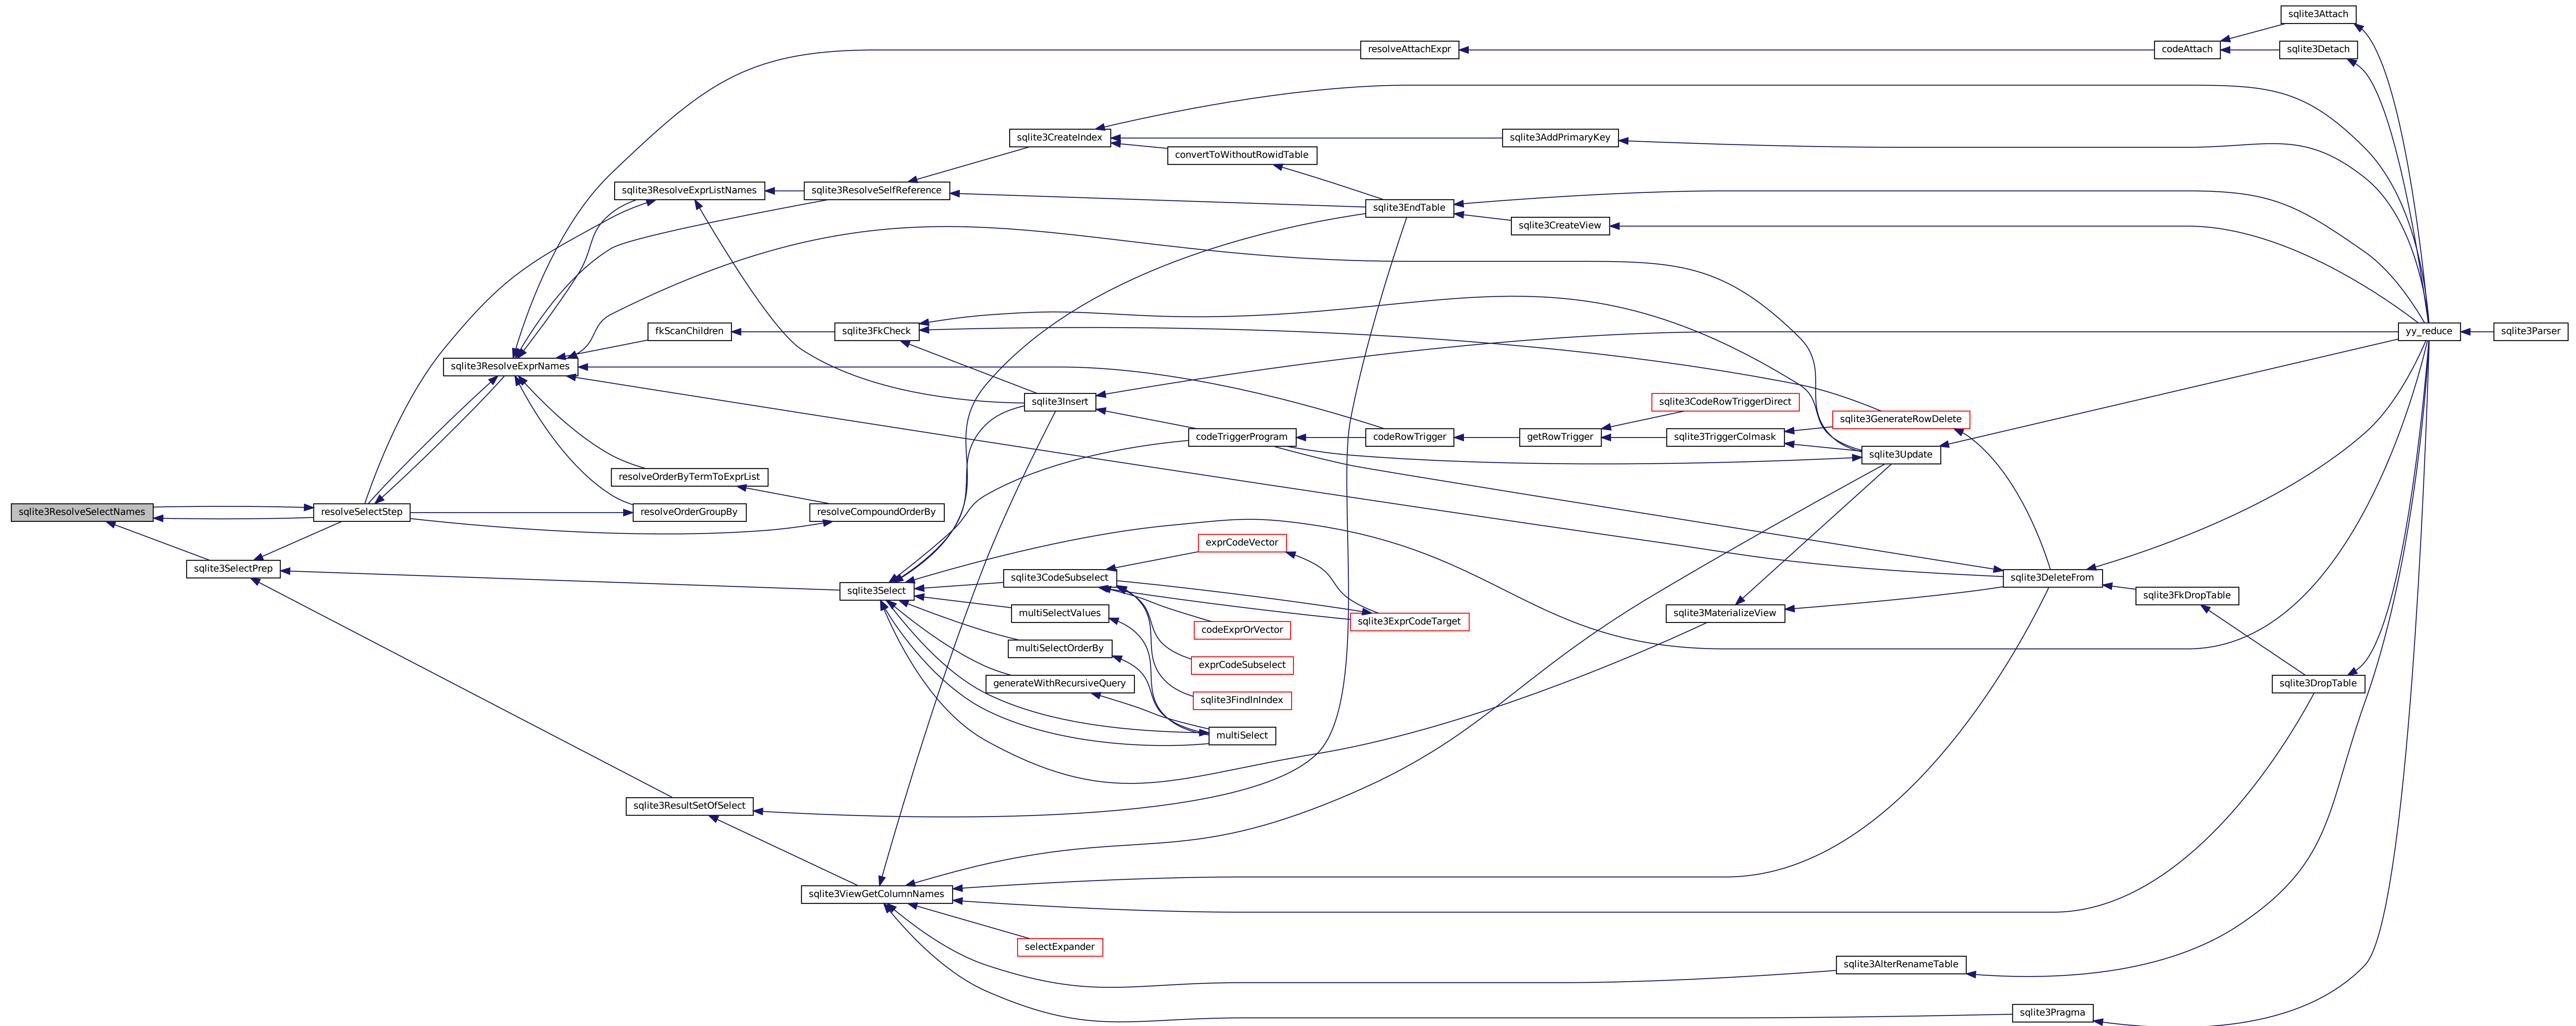 sqlite3Attach
resolveAttachExpr
codeAttach
sqlite3Detach
sqlite3CreateIndex
sqlite3AddPrimaryKey
convertToWithoutRowidTable
sqlite3ResolveExprListNames
sqlite3ResolveSelfReference
sqlite3EndTable
sqlite3CreateView
fkScanChildren
sqlite3FkCheck
yy_reduce
sqlite3Parser
sqlite3ResolveExprNames
sqlite3Insert
sqlite3CodeRowTriggerDirect
sqlite3GenerateRowDelete
codeTriggerProgram
codeRowTrigger
getRowTrigger
sqlite3TriggerColmask
sqlite3Update
resolveOrderByTermToExprList
sqlite3ResolveSelectNames
resolveSelectStep
resolveOrderGroupBy
resolveCompoundOrderBy
exprCodeVector
sqlite3SelectPrep
sqlite3CodeSubselect
sqlite3DeleteFrom
sqlite3Select
sqlite3FkDropTable
multiSelectValues
sqlite3MaterializeView
sqlite3ExprCodeTarget
codeExprOrVector
multiSelectOrderBy
exprCodeSubselect
generateWithRecursiveQuery
sqlite3DropTable
sqlite3FindInIndex
multiSelect
sqlite3ResultSetOfSelect
sqlite3ViewGetColumnNames
selectExpander
sqlite3AlterRenameTable
sqlite3Pragma